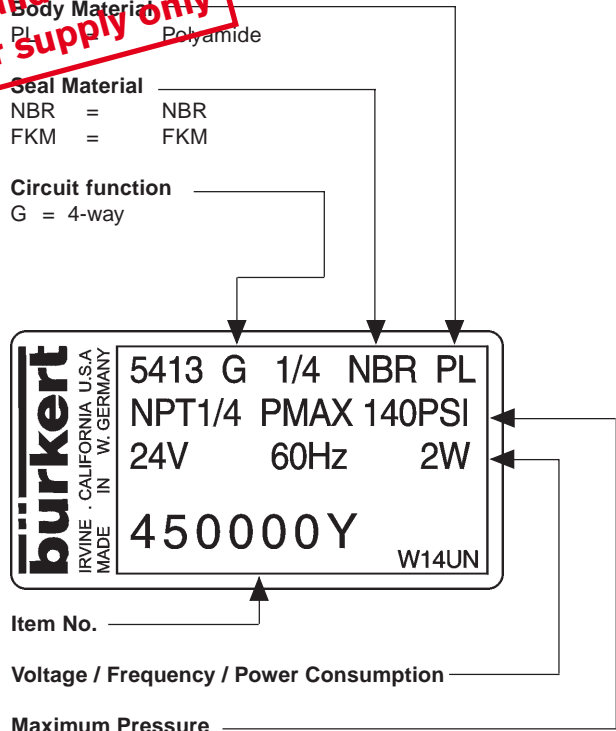 supply only
Body Material
PL = Polyamide
Seal Material
NBR = NBR
FKM = FKM
Circuit function
G = 4-way
burkert
IRVINE . CALIFORNIA U.S.A
MADE IN W. GERMANY
5413 G 1/4 NBR PL
NPT1/4 PMAX 140PSI
24V 60Hz 2W
450000Y
W14UN
Item No.
Voltage / Frequency / Power Consumption
Maximum Pressure